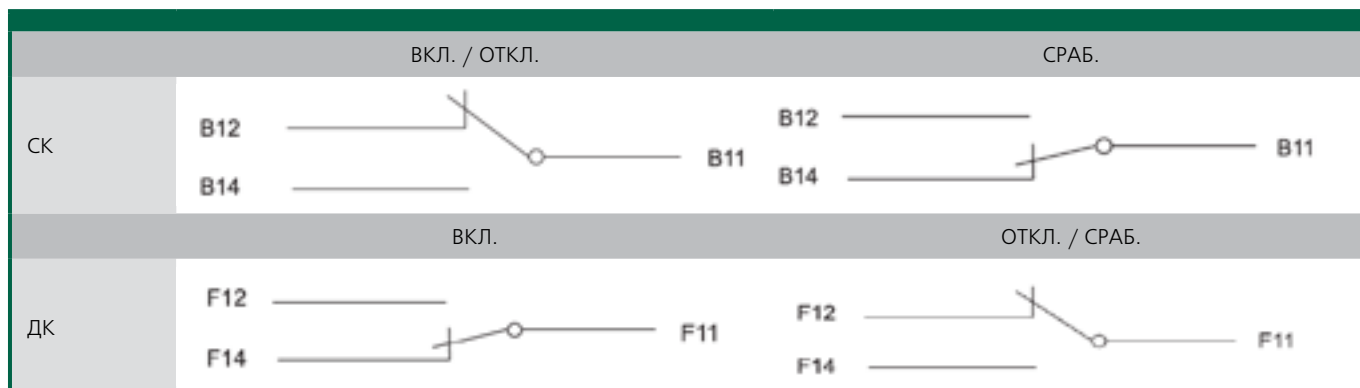 ВКЛ. / ОТКЛ. СРАБ.
СК
B12 B11
B14
B12 B11
B14
ВКЛ. ОТКЛ. / СРАБ.
ДК
F12 F11
F14
F12 F11
F14